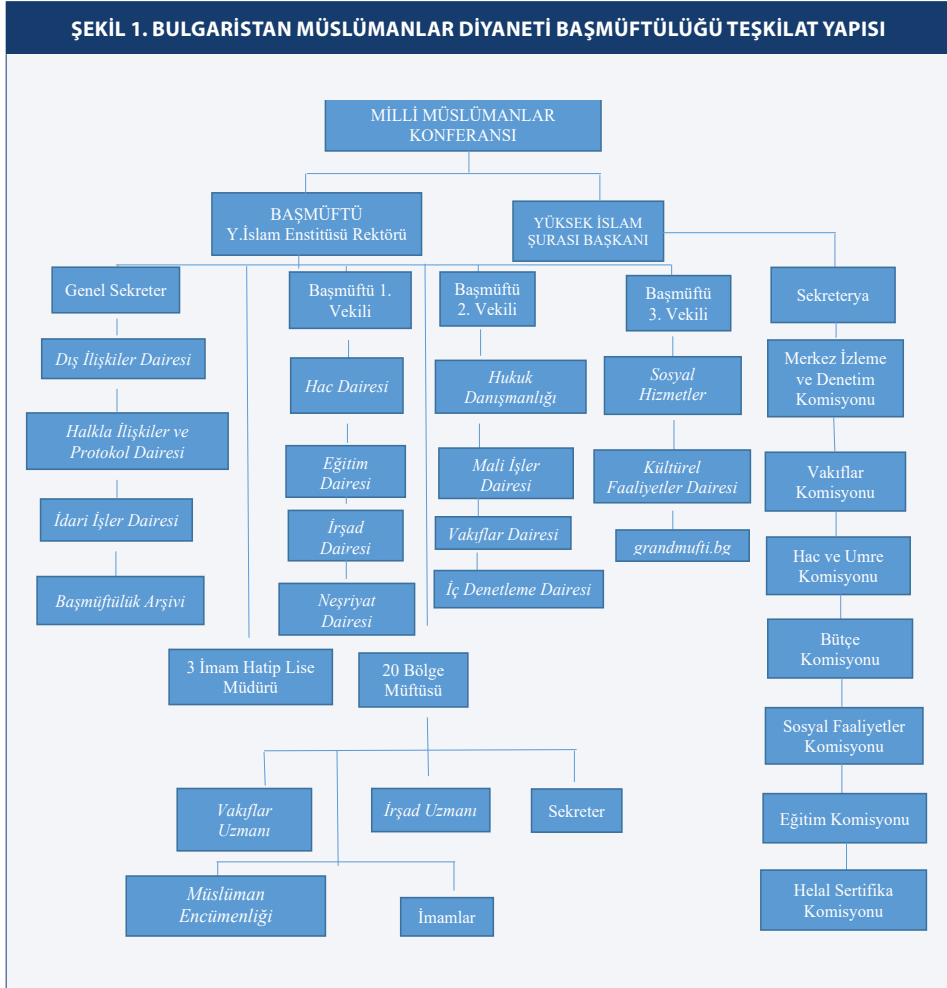 ŞEKİL 1. BULGARİSTAN MÜSLÜMANLAR DİYANETİ BAŞMÜFTÜLÜĞÜ TEŞKİLAT YAPISI
MİLLİ MÜSLÜMANLAR
KONFERANSI
BAŞMÜFTÜ
Y.İslam Enstitüsü Rektörü
YÜKSEK İSLAM
ŞURASI BAŞKANI
Genel Sekreter
Dış İlişkiler Dairesi
Halkla İlişkiler ve
Protokol Dairesi
İdari İşler Dairesi
Başmüftülük Arşivi
Başmüftü 1.
Vekili
Hac Dairesi
Eğitim
Dairesi
İrşad
Dairesi
Neşriyat
Dairesi
Başmüftü
2. Vekili
Hukuk
Danışmanlığı
Mali İşler
Dairesi
Vakıflar Dairesi
İç Denetleme Dairesi
Başmüftü
3. Vekili
Sosyal
Hizmetler
Kültürel
Faaliyetler Dairesi
grandmufti.bg
Sekreterya
Merkez İzleme
ve Denetim
Komisyonu
Vakıflar
Komisyonu
Hac ve Umre
Komisyonu
Bütçe
Komisyonu
Sosyal Faaliyetler
Komisyonu
Eğitim Komisyonu
Helal Sertifika
Komisyonu
3 İmam Hatip Lise
Müdürü
20 Bölge
Müftüsü
Vakıflar
Uzmanı
İrşad Uzmanı
Sekreter
Müslüman
Encümenliği
İmamlar